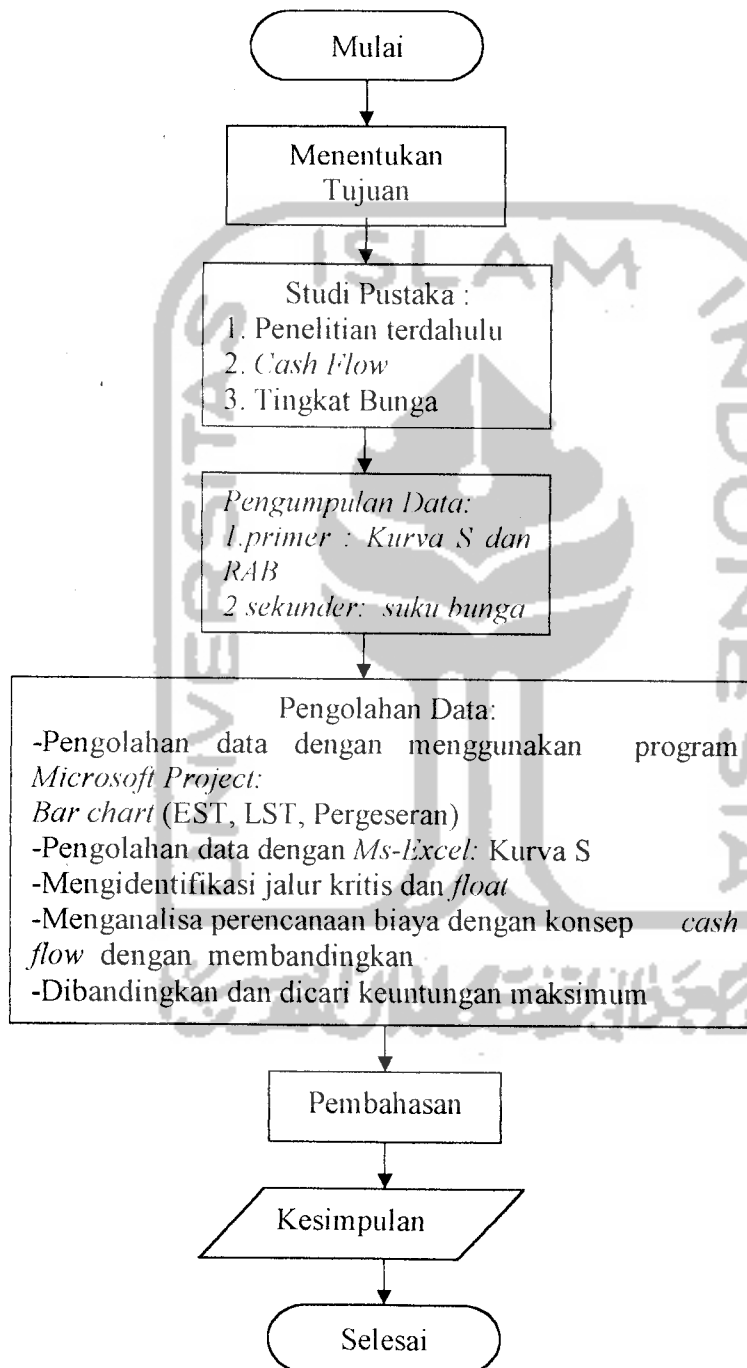 Mulai
Menentukan
Tujuan
Studi Pustaka :
1. Penelitian terdahulu
2. Cash Flow
3. Tingkat Bunga
Pengumpulan Data:
1.primer : Kurva S dan
RAB
2 sekunder: suku bunga
Pengolahan Data:
-Pengolahan data dengan menggunakan program
Microsoft Project:
Bar chart (EST, LST, Pergeseran)
-Pengolahan data dengan Ms-Excel: Kurva S
-Mengidentifikasi jalur kritis dan float
-Menganalisa perencanaan biaya dengan konsep cash
flow dengan membandingkan
-Dibandingkan dan dicari keuntungan maksimum
Pembahasan
Kesimpulan
Selesai
UNIVERSITAS
ISLAM
INDONESIA